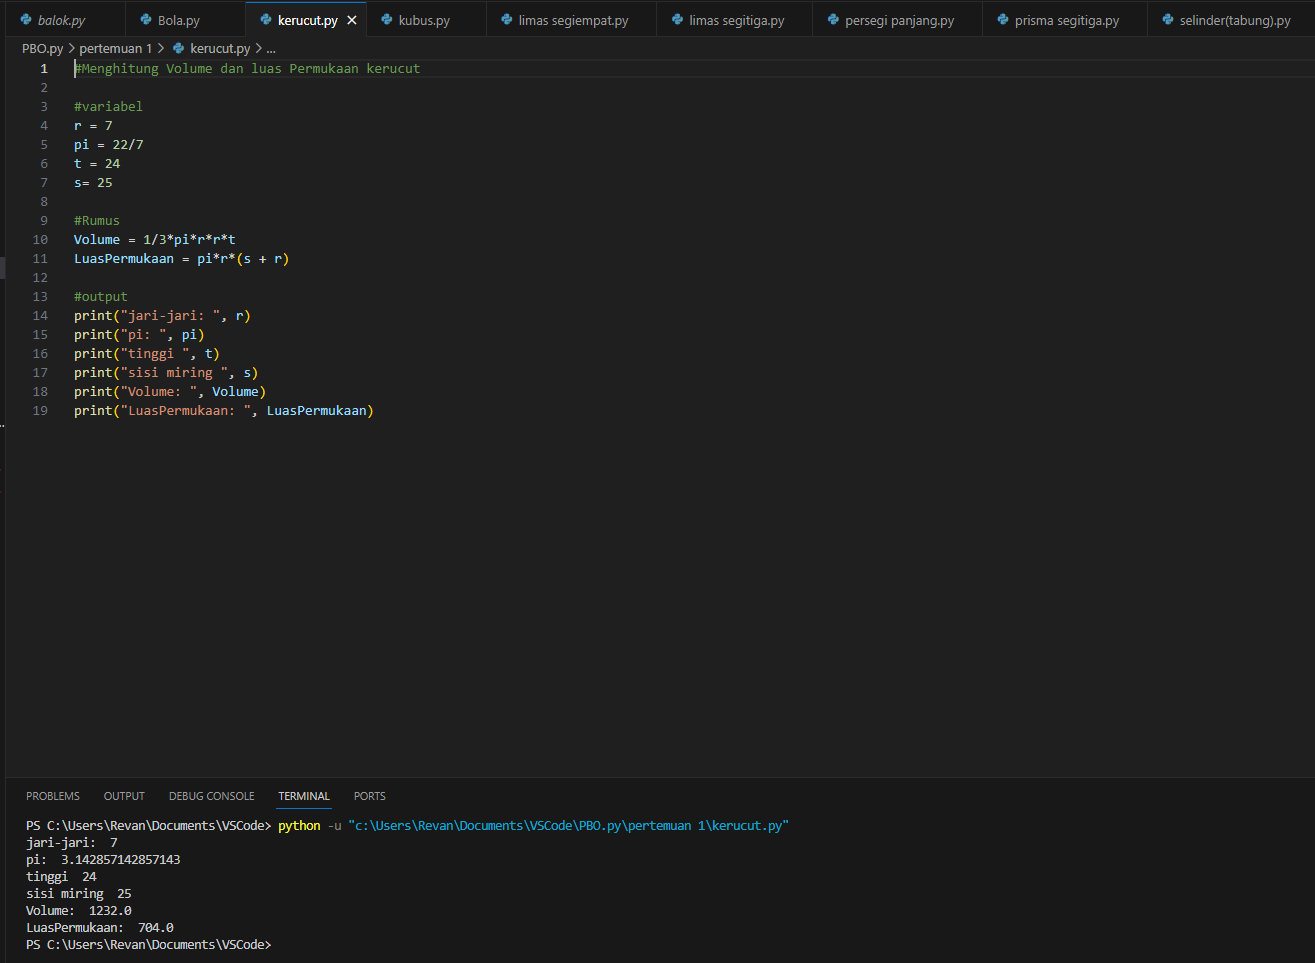 balok.py Bola.py kerucut.py kubus.py limas segiempat.py limas segitiga.py persegi panjang.py prisma segitiga.py selinder(tabung).py
PBO.py > pertemuan 1 > kerucut.py > ...
1 #Menghitung Volume dan luas Permukaan kerucut
2
3 #variabel
4 r = 7
5 pi = 22/7
6 t = 24
7 s= 25
8
9 #Rumus
10 Volume = 1/3*pi*r*r*t
11 LuasPermukaan = pi*r*(s + r)
12
13 #output
14 print("jari-jari: ", r)
15 print("pi: ", pi)
16 print("tinggi ", t)
17 print("sisi miring ", s)
18 print("Volume: ", Volume)
19 print("LuasPermukaan: ", LuasPermukaan)
PROBLEMS OUTPUT DEBUG CONSOLE TERMINAL PORTS
PS C:\Users\Revan\Documents\VSCode> python -u "c:\Users\Revan\Documents\VSCode\PBO.py\pertemuan 1\kerucut.py"
jari-jari:  7
pi:  3.142857142857143
tinggi  24
sisi miring  25
Volume:  1232.0
LuasPermukaan:  704.0
PS C:\Users\Revan\Documents\VSCode>